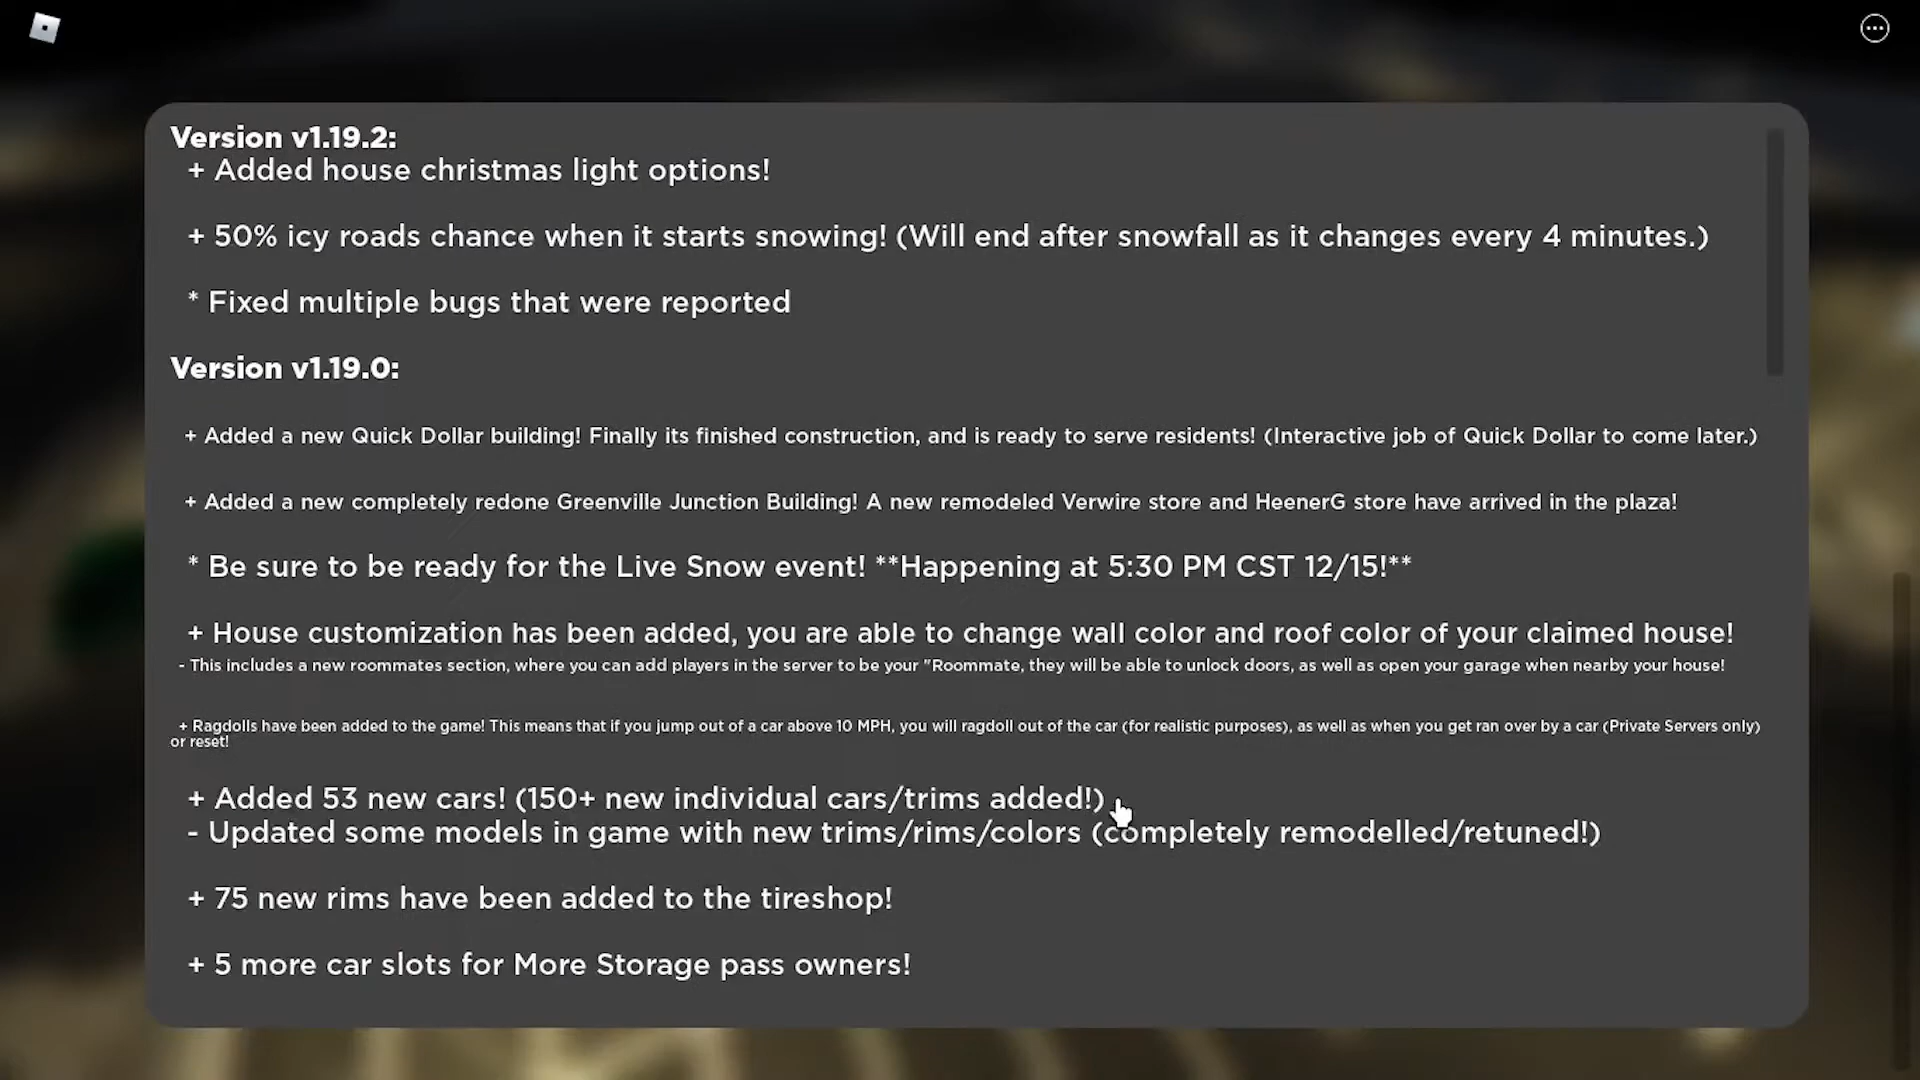 Version v1.19.2:
+ Added house christmas light options!
+ 50% icy roads chance when it starts snowing! (Will end after snowfall as it changes every 4 minutes.)
* Fixed multiple bugs that were reported
Version v1.19.0:
+ Added a new Quick Dollar building! Finally its finished construction, and is ready to serve residents! (Interactive job of Quick Dollar to come later.)
+ Added a new completely redone Greenville Junction Building! A new remodeled Verwire store and HeenerG store have arrived in the plaza!
* Be sure to be ready for the Live Snow event! **Happening at 5:30 PM CST 12/15!**
+ House customization has been added, you are able to change wall color and roof color of your claimed house!
- This includes a new roommates section, where you can add players in the server to be your "Roommate, they will be able to unlock doors, as well as open your garage when nearby your house!
+ Ragdolls have been added to the game! This means that if you jump out of a car above 10 MPH, you will ragdoll out of the car (for realistic purposes), as well as when you get ran over by a car (Private Servers only)
or reset!
+ Added 53 new cars! (150+ new individual cars/trims added!)
- Updated some models in game with new trims/rims/colors (completely remodelled/retuned!)
+ 75 new rims have been added to the tireshop!
+ 5 more car slots for More Storage pass owners!